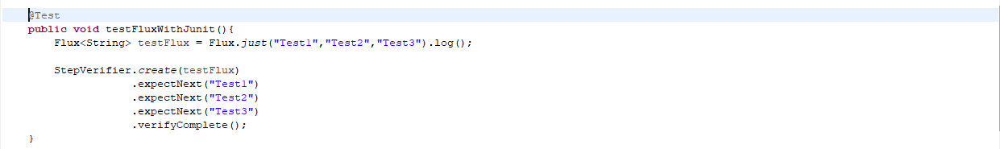 @Test
public void testFluxWithJunit(){
    Flux<String> testFlux = Flux.just("Test1","Test2","Test3").log();

    StepVerifier.create(testFlux)
                .expectNext("Test1")
                .expectNext("Test2")
                .expectNext("Test3")
                .verifyComplete();
}